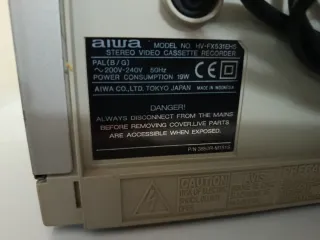 aiwa MODEL NO. HV-FX5310HS
STEREO VIDEO CASSETTE RECORDER
PAL(B/G)
~200V-240V 50Hz
POWER CONSUMPTION 19W
AIWA CO.,LTD. TOKYO JAPAN MADE IN INDONESIA
DANGER!
ALWAYS DISCONNECT FROM THE MAINS
BEFORE REMOVING COVER.LIVE PARTS
ARE ACCESSIBLE WHEN EXPOSED.
CAUTION